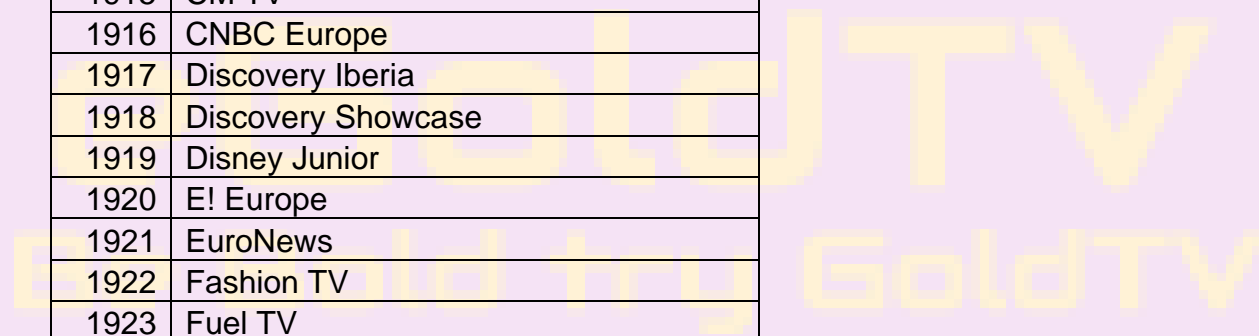 1916 CNBC Europe
1917 Discovery Iberia
1918 Discovery Showcase
1919 Disney Junior
1920 E! Europe
1921 EuroNews
1922 Fashion TV
1923 Fuel TV
GoldTV
try GoldTV